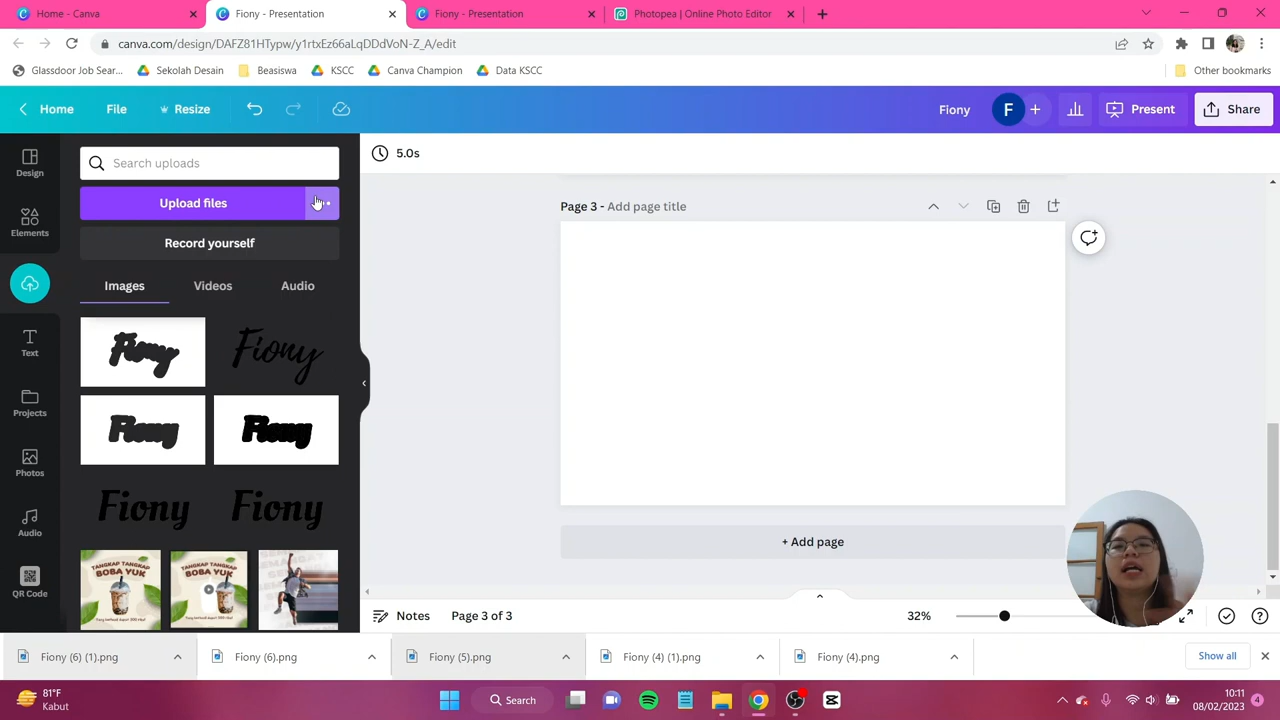 Home - Canva
Fiony - Presentation
Fiony - Presentation
Photopea | Online Photo Editor
canva.com/design/DAFZ81HTypw/y1rtxEz66aLqDDdVoN-Z_A/edit
Glassdoor Job Sear...
Sekolah Desain
Beasiswa
KSCC
Canva Champion
Data KSCC
Other bookmarks
Home
File
Resize
Fiony
F
Present
Share
Search uploads
Upload files
Record yourself
Images
Videos
Audio
Design
Elements
Text
Projects
Photos
Audio
QR Code
Fiony
Fiony
Fiony
Fiony
Fiony
Fiony
TANGKAP TANGKAP
BOBA YUK
TANGKAP TANGKAP
BOBA YUK
5.0s
Page 3 - Add page title
+ Add page
Notes
Page 3 of 3
32%
Fiony (6) (1).png
Fiony (6).png
Fiony (5).png
Fiony (4) (1).png
Fiony (4).png
Show all
81°F
Kabut
Search
10:11
08/02/2023
4